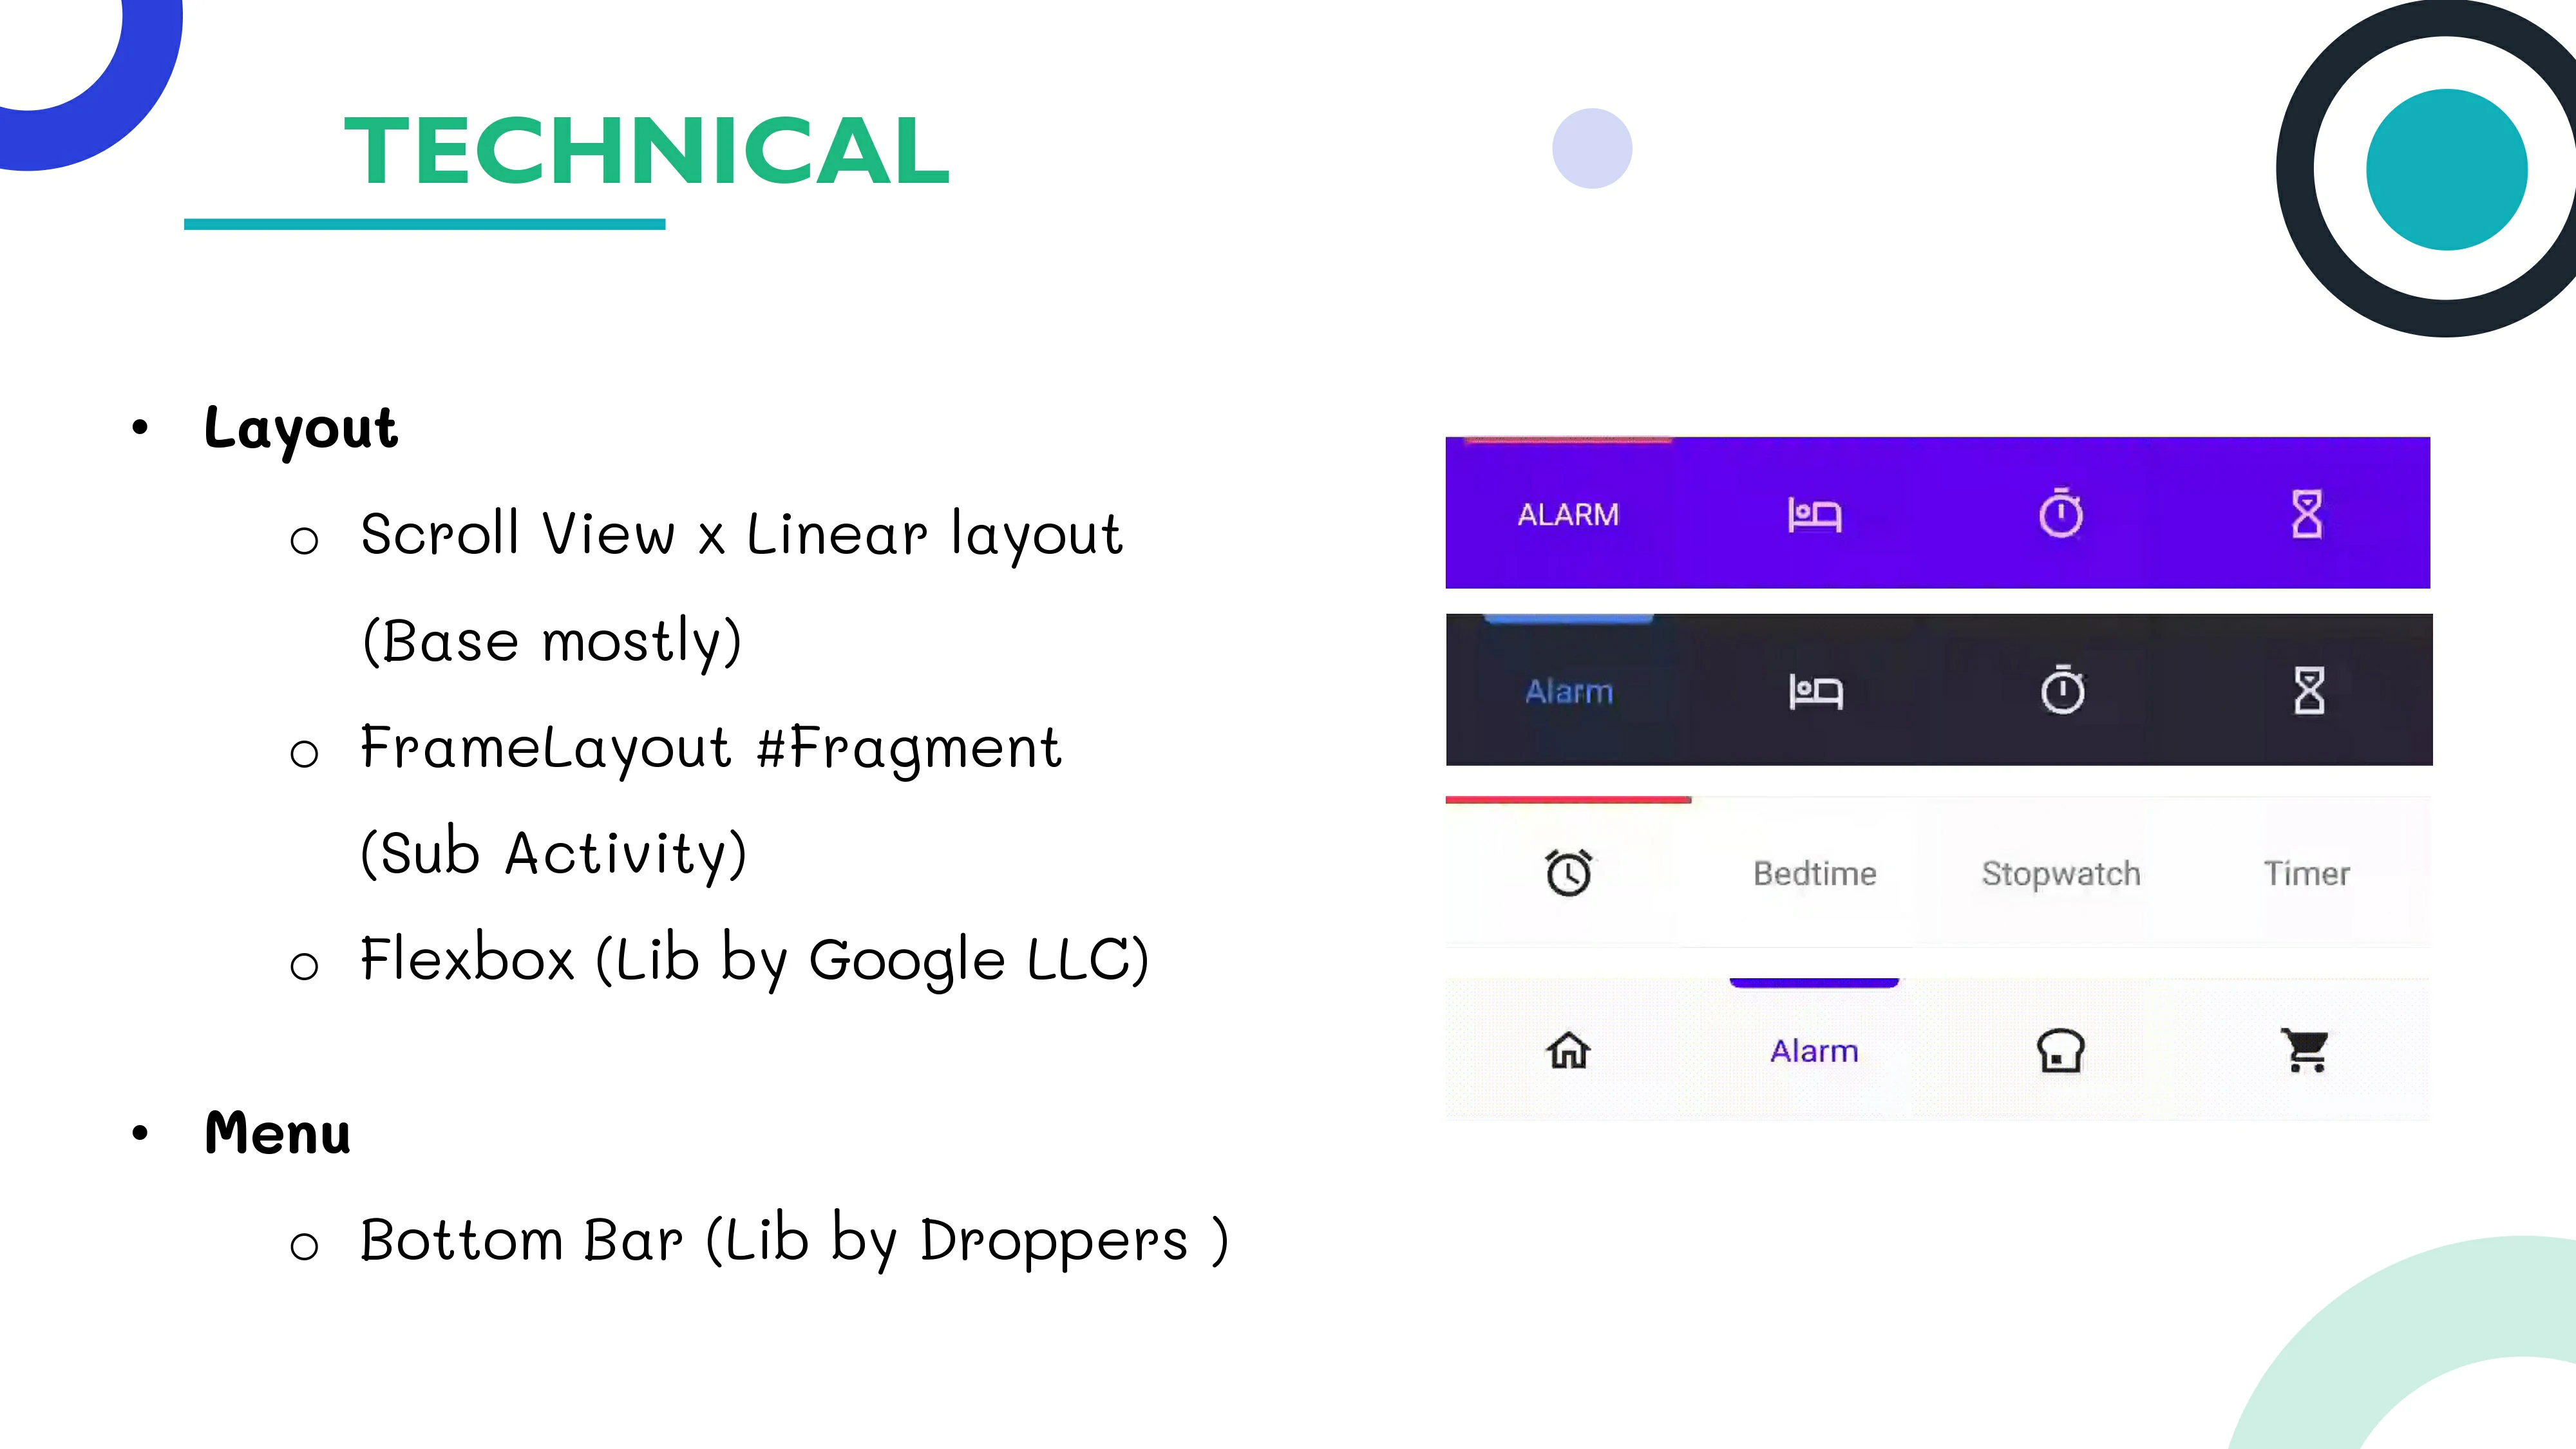 TECHNICAL
• Layout
o Scroll View x Linear layout
(Base mostly)
o FrameLayout #Fragment
(Sub Activity)
o Flexbox (Lib by Google LLC)
• Menu
o Bottom Bar (Lib by Droppers )
ALARM
Alarm
Bedtime Stopwatch Timer
Alarm